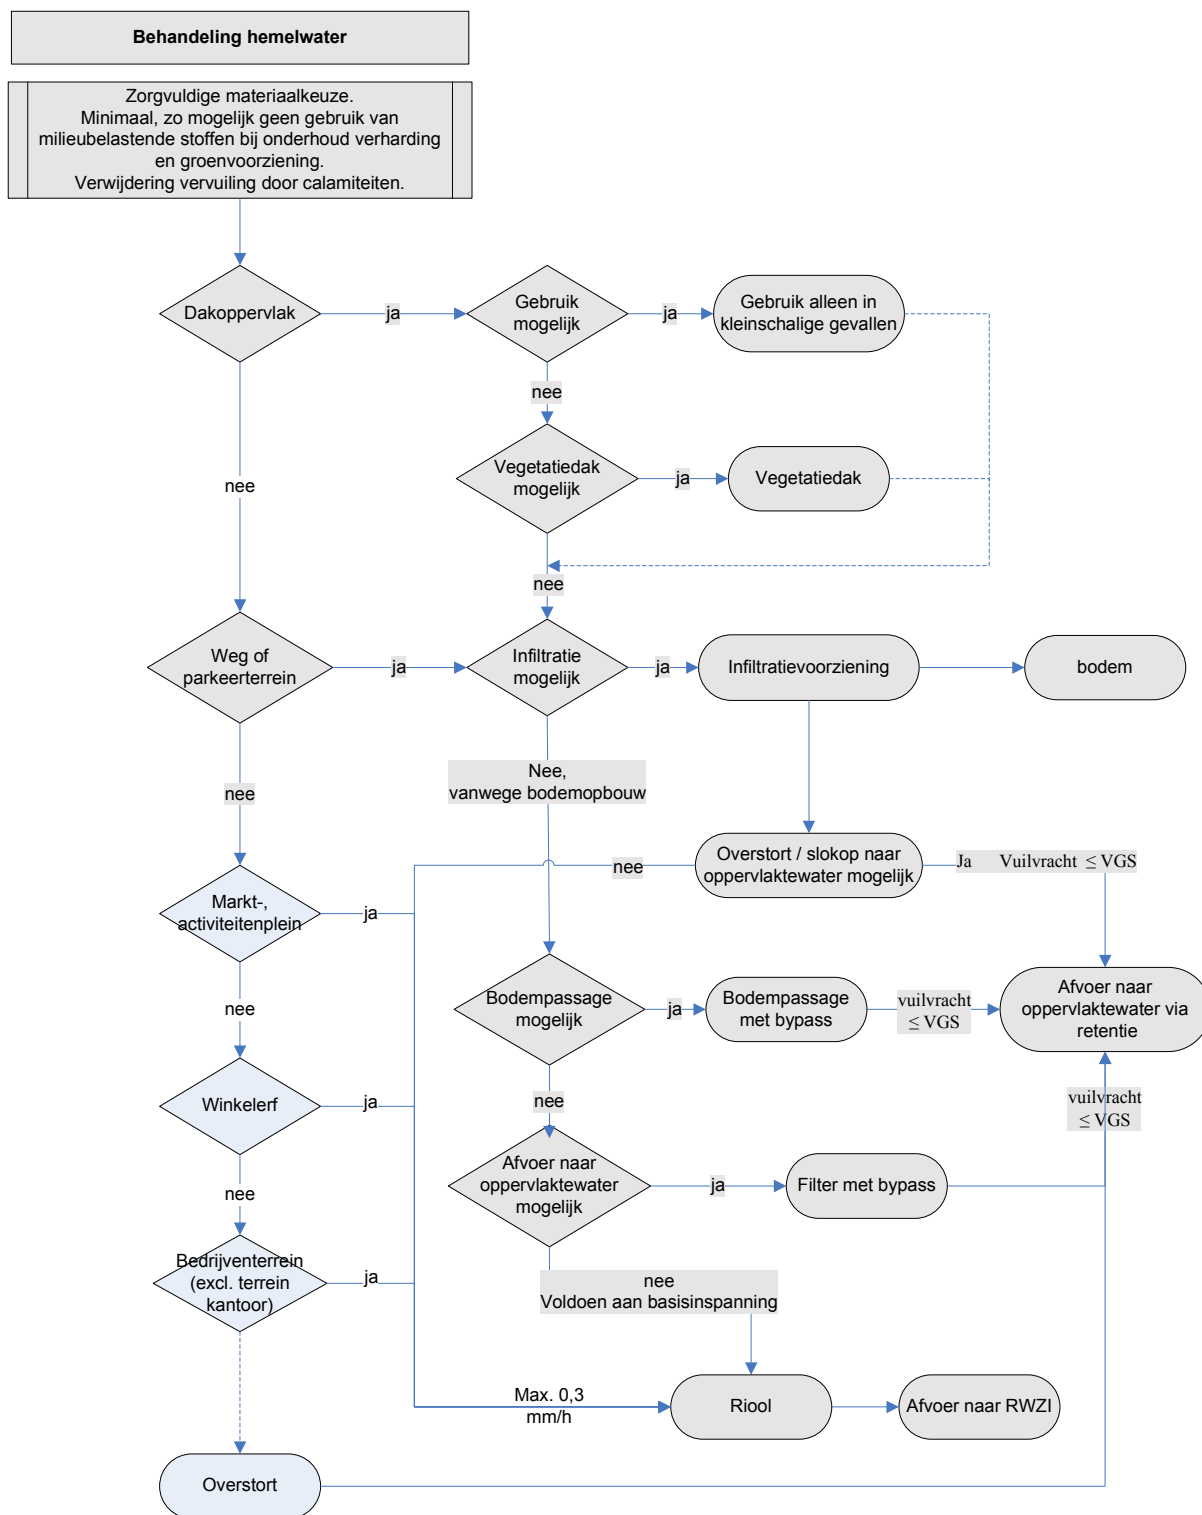 Behandeling hemelwater
Zorgvuldige materiaalkeuze.
Minimaal, zo mogelijk geen gebruik van
milieubelastende stoffen bij onderhoud verharding
en groenvoorziening.
Verwijdering vervuiling door calamiteiten.
Dakoppervlak
ja
Gebruik
mogelijk
ja
Gebruik alleen in
kleinschalige gevallen
nee
nee
Vegetatiedak
mogelijk
ja
Vegetatiedak
nee
Weg of
parkeerterrein
ja
Infiltratie
mogelijk
ja
Infiltratievoorziening
bodem
nee
Nee,
vanwege bodemopbouw
nee
Overstort / slokop naar
oppervlaktewater mogelijk
Ja Vuilvracht ≤ VGS
Markt-,
activiteitenplein
ja
nee
Bodempassage
mogelijk
ja
Bodempassage
met bypass
vuilvracht
≤ VGS
Afvoer naar
oppervlaktewater via
retentie
Winkelerf
ja
nee
vuilvracht
≤ VGS
nee
Afvoer naar
oppervlaktewater
mogelijk
ja
Filter met bypass
Bedrijventerrein
(excl. terrein
kantoor)
ja
nee
Voldoen aan basisinspanning
Max. 0,3
mm/h
Riool
Afvoer naar RWZI
Overstort